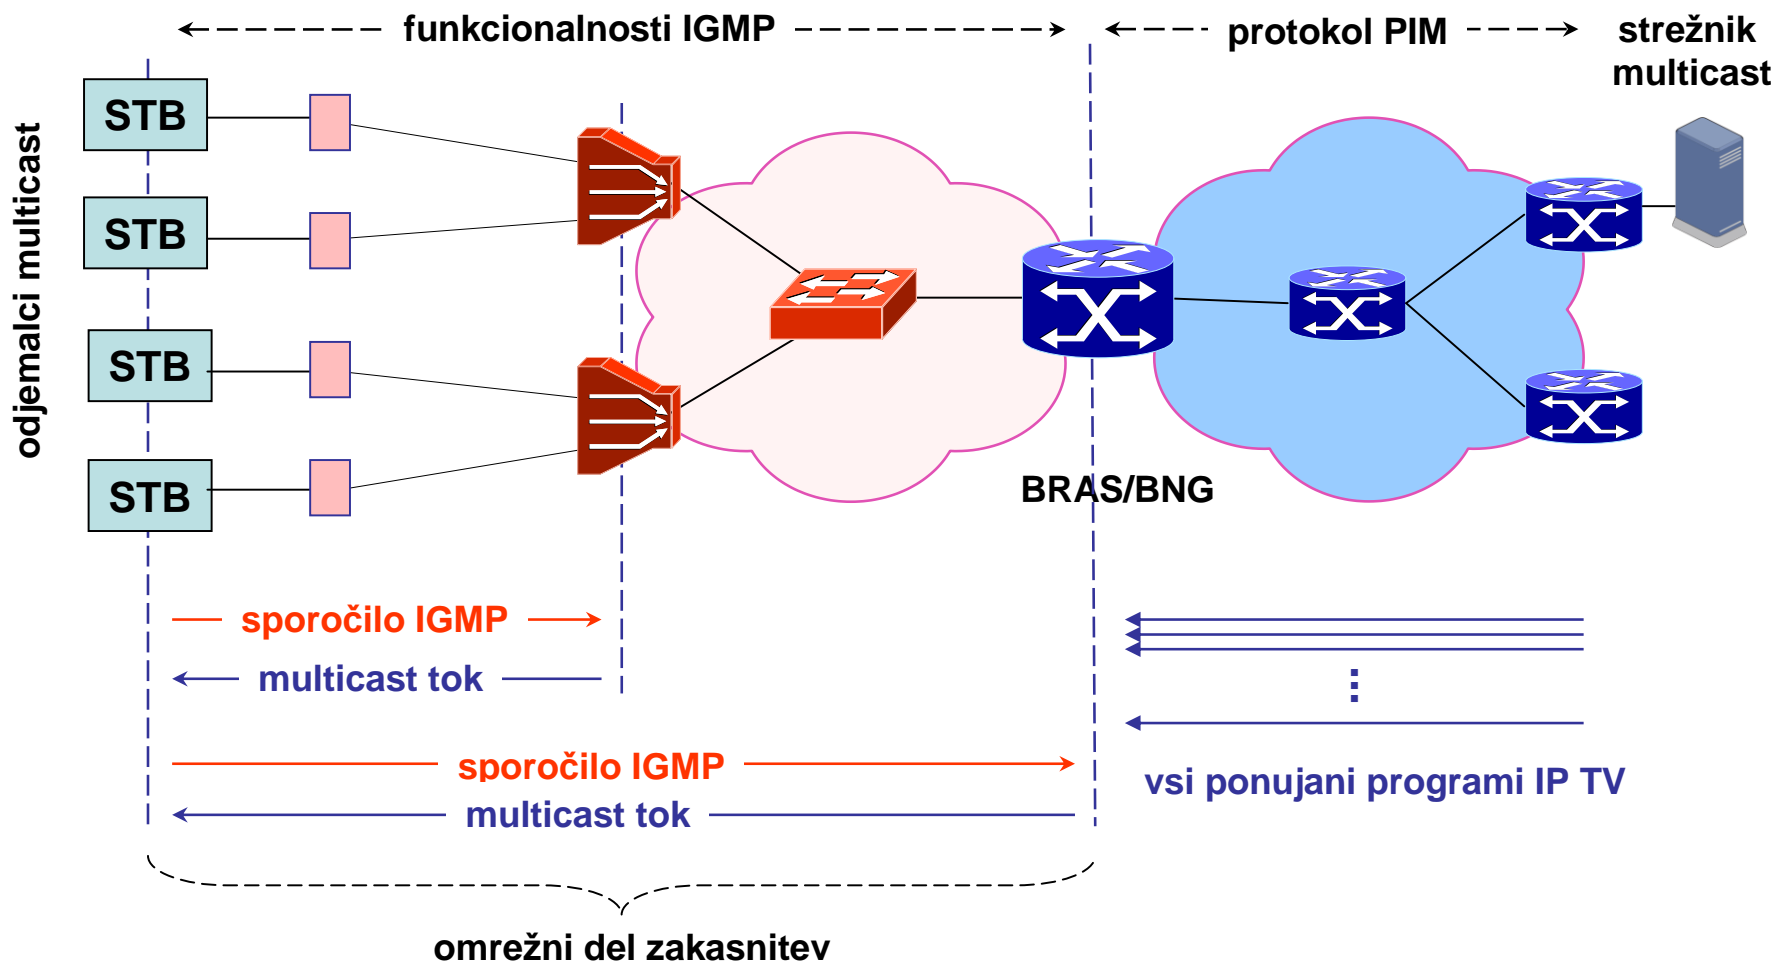 funkcionalnosti IGMP
protokol PIM
strežnik
multicast
odjemalci multicast
STB
STB
STB
STB
BRAS/BNG
sporočilo IGMP
multicast tok
sporočilo IGMP
multicast tok
vsi ponujani programi IP TV
omrežni del zakasnitev